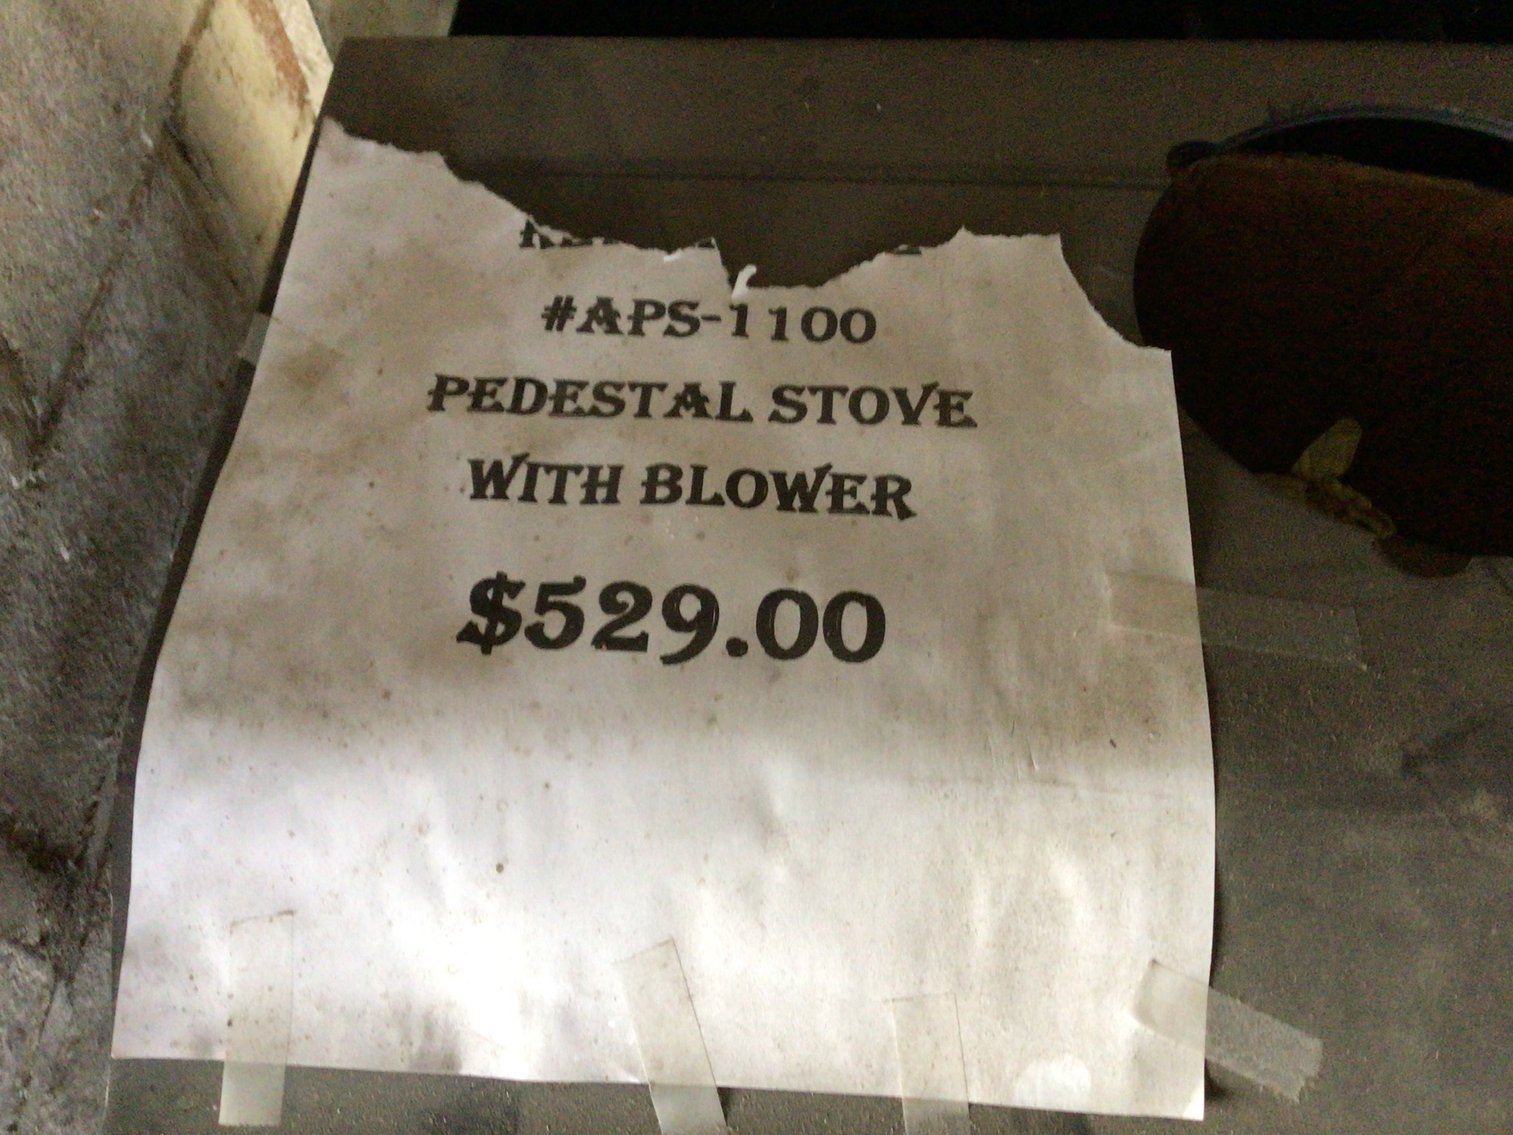 #APS-1100
PEDESTAL STOVE
WITH BLOWER
$529.00